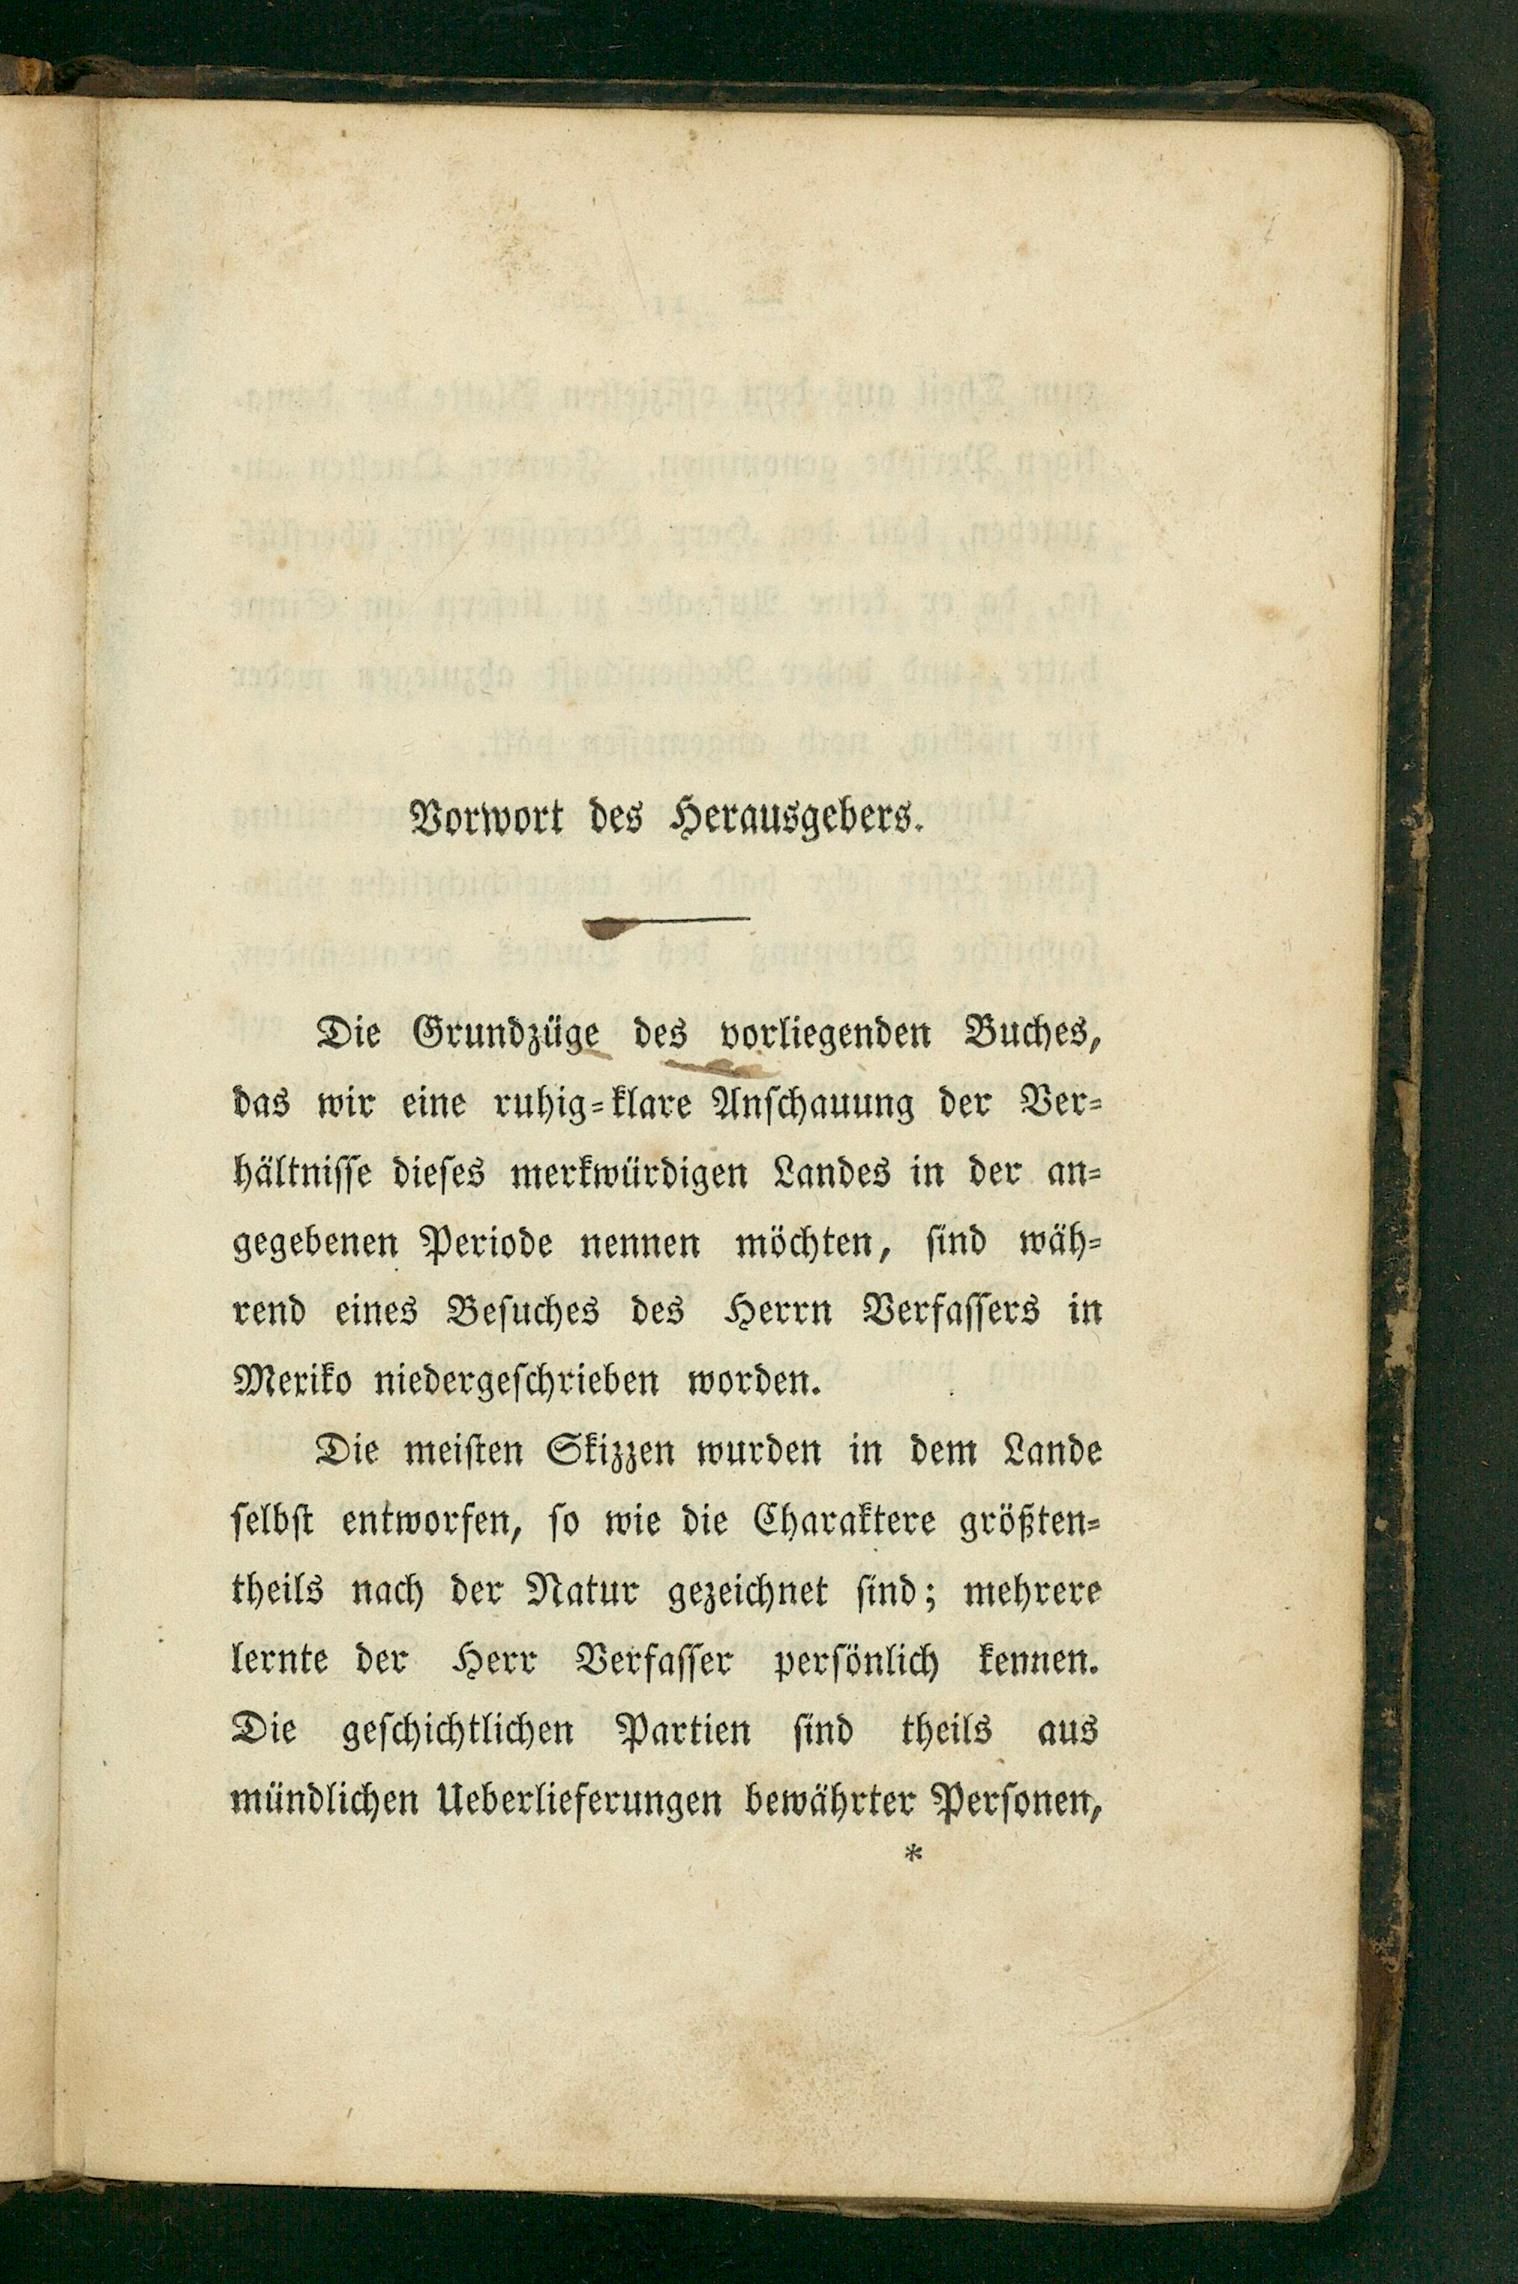 Vorwort des Herausgebers.
Die Grundzüge des vorliegenden Buches,
das wir eine ruhig-klare Anschauung der Ver-
hältnisse dieses merkwürdigen Landes in der an-
gegebenen Periode nennen möchten, sind wäh-
rend eines Besuches des Herrn Verfassers in
Mexiko niedergeschrieben worden.
Die meisten Skizzen wurden in dem Lande
selbst entworfen, so wie die Charaktere größten-
theils nach der Natur gezeichnet sind; mehrere
lernte der Herr Verfasser persönlich kennen.
Die geschichtlichen Partien sind theils aus
mündlichen Ueberlieferungen bewährter Personen,
*